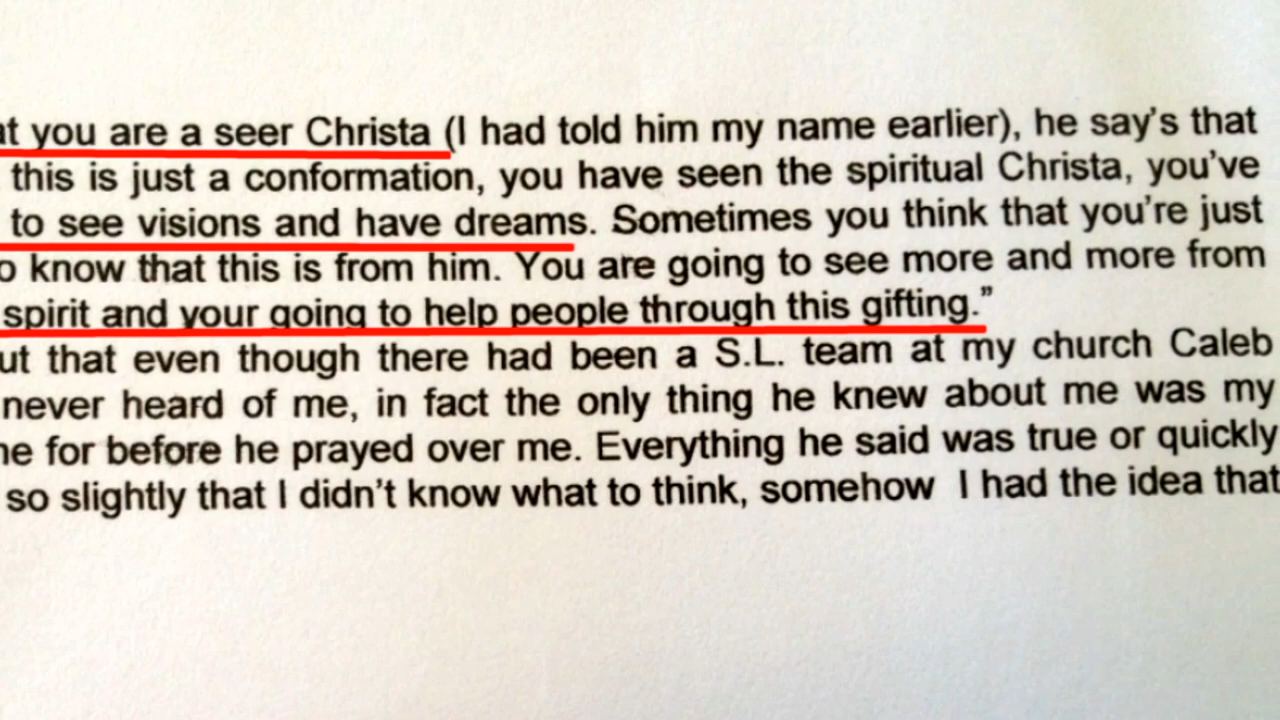 you are a seer Christa (I had told him my name earlier), he say's that
this is just a conformation, you have seen the spiritual Christa, you've
to see visions and have dreams. Sometimes you think that you're just
know that this is from him. You are going to see more and more from
spirit and your going to help people through this gifting."
that even though there had been a S.L. team at my church Caleb
never heard of me, in fact the only thing he knew about me was my
for before he prayed over me. Everything he said was true or quickly
so slightly that I didn't know what to think, somehow I had the idea that